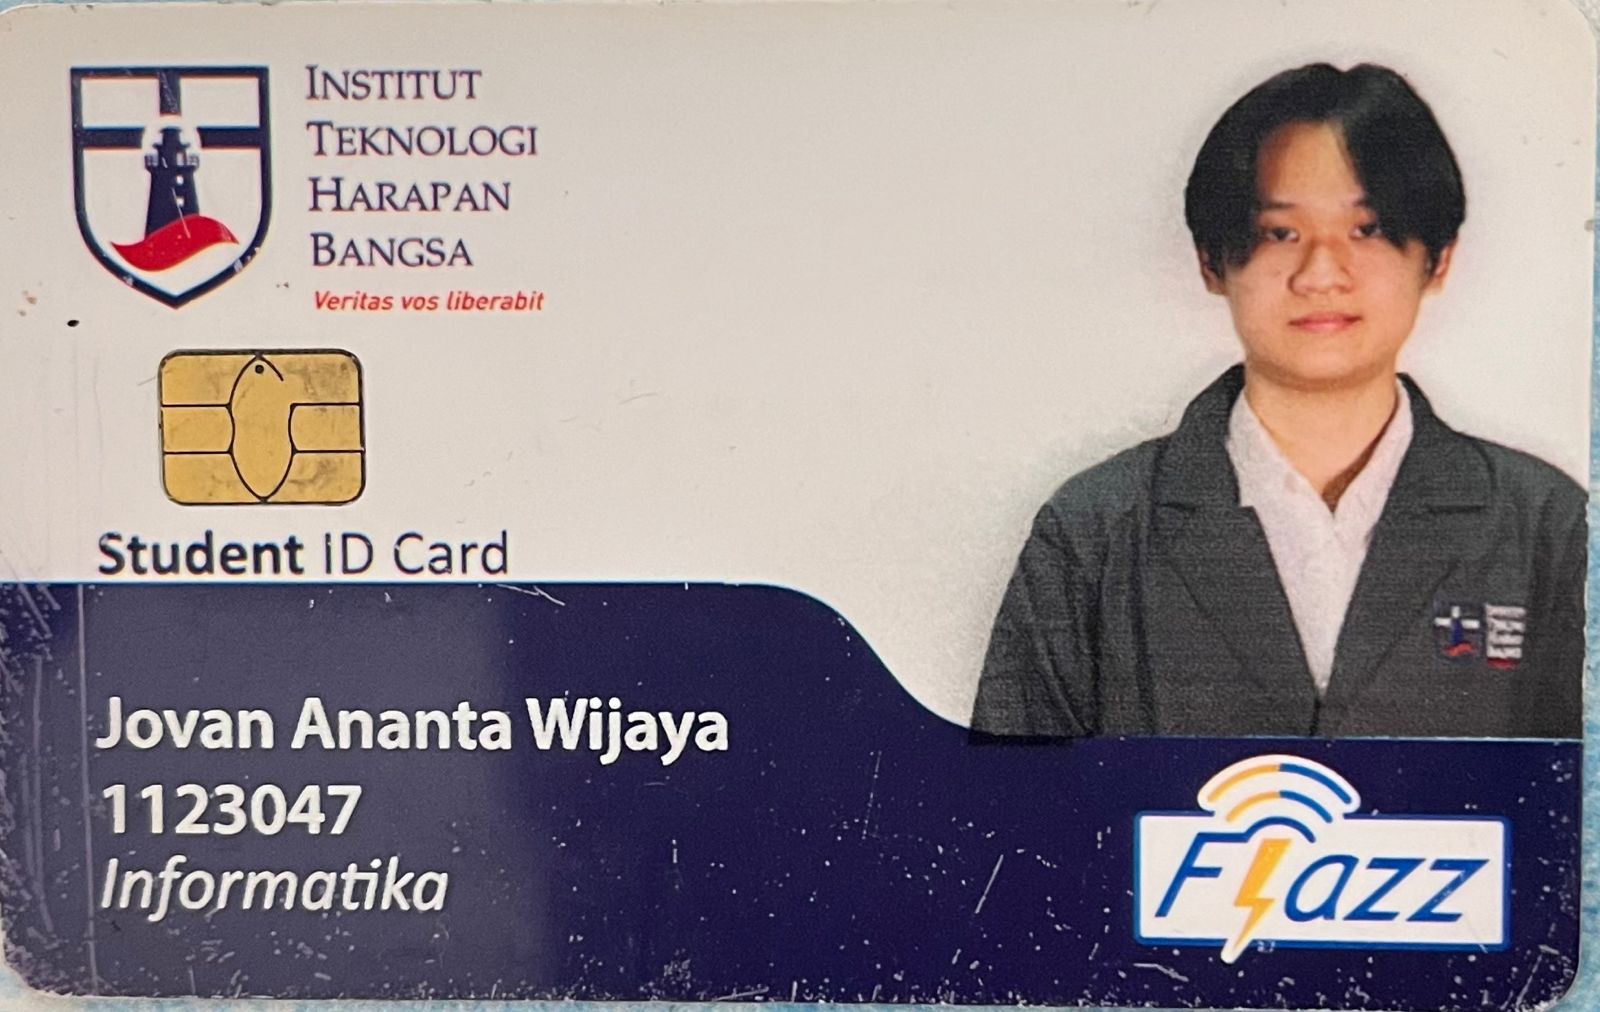 INSTITUT
TEKNOLOGI
HARAPAN
BANGSA
Veritas vos liberabit
Student ID Card
Jovan Ananta Wijaya
1123047
Informatika
Flazz